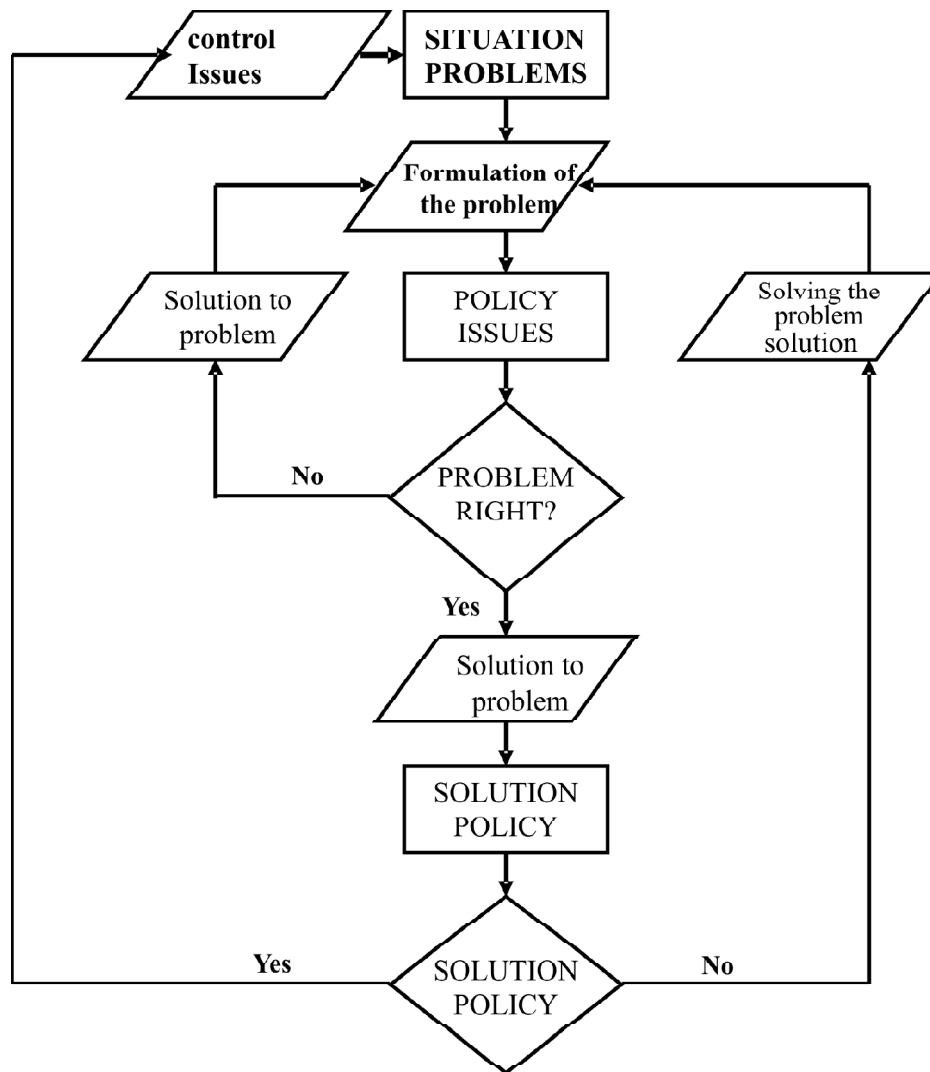 control
Issues
SITUATION
PROBLEMS
Formulation of
the problem
Solution to
problem
POLICY
ISSUES
Solving the
problem
solution
No
PROBLEM
RIGHT?
Yes
Solution to
problem
SOLUTION
POLICY
Yes
SOLUTION
POLICY
No